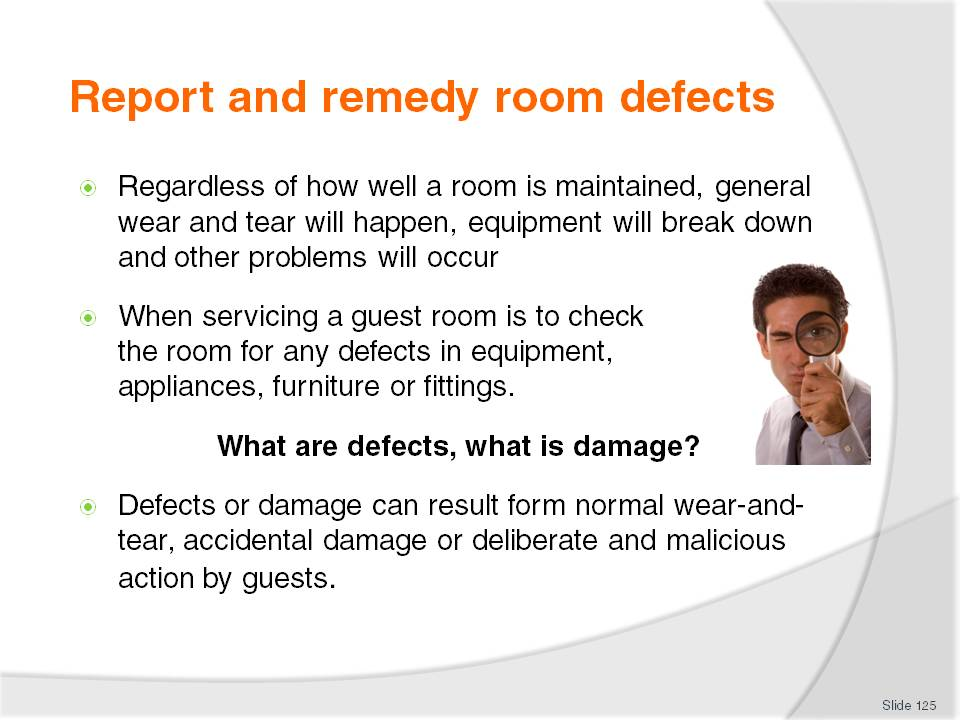 Report and remedy room defects
Regardless of how well a room is maintained, general
wear and tear will happen, equipment will break down
and other problems will occur
When servicing a guest room is to check
the room for any defects in equipment,
appliances, furniture or fittings.
What are defects, what is damage?
Defects or damage can result form normal wear-and-
tear, accidental damage or deliberate and malicious
action by guests.
Slide 125